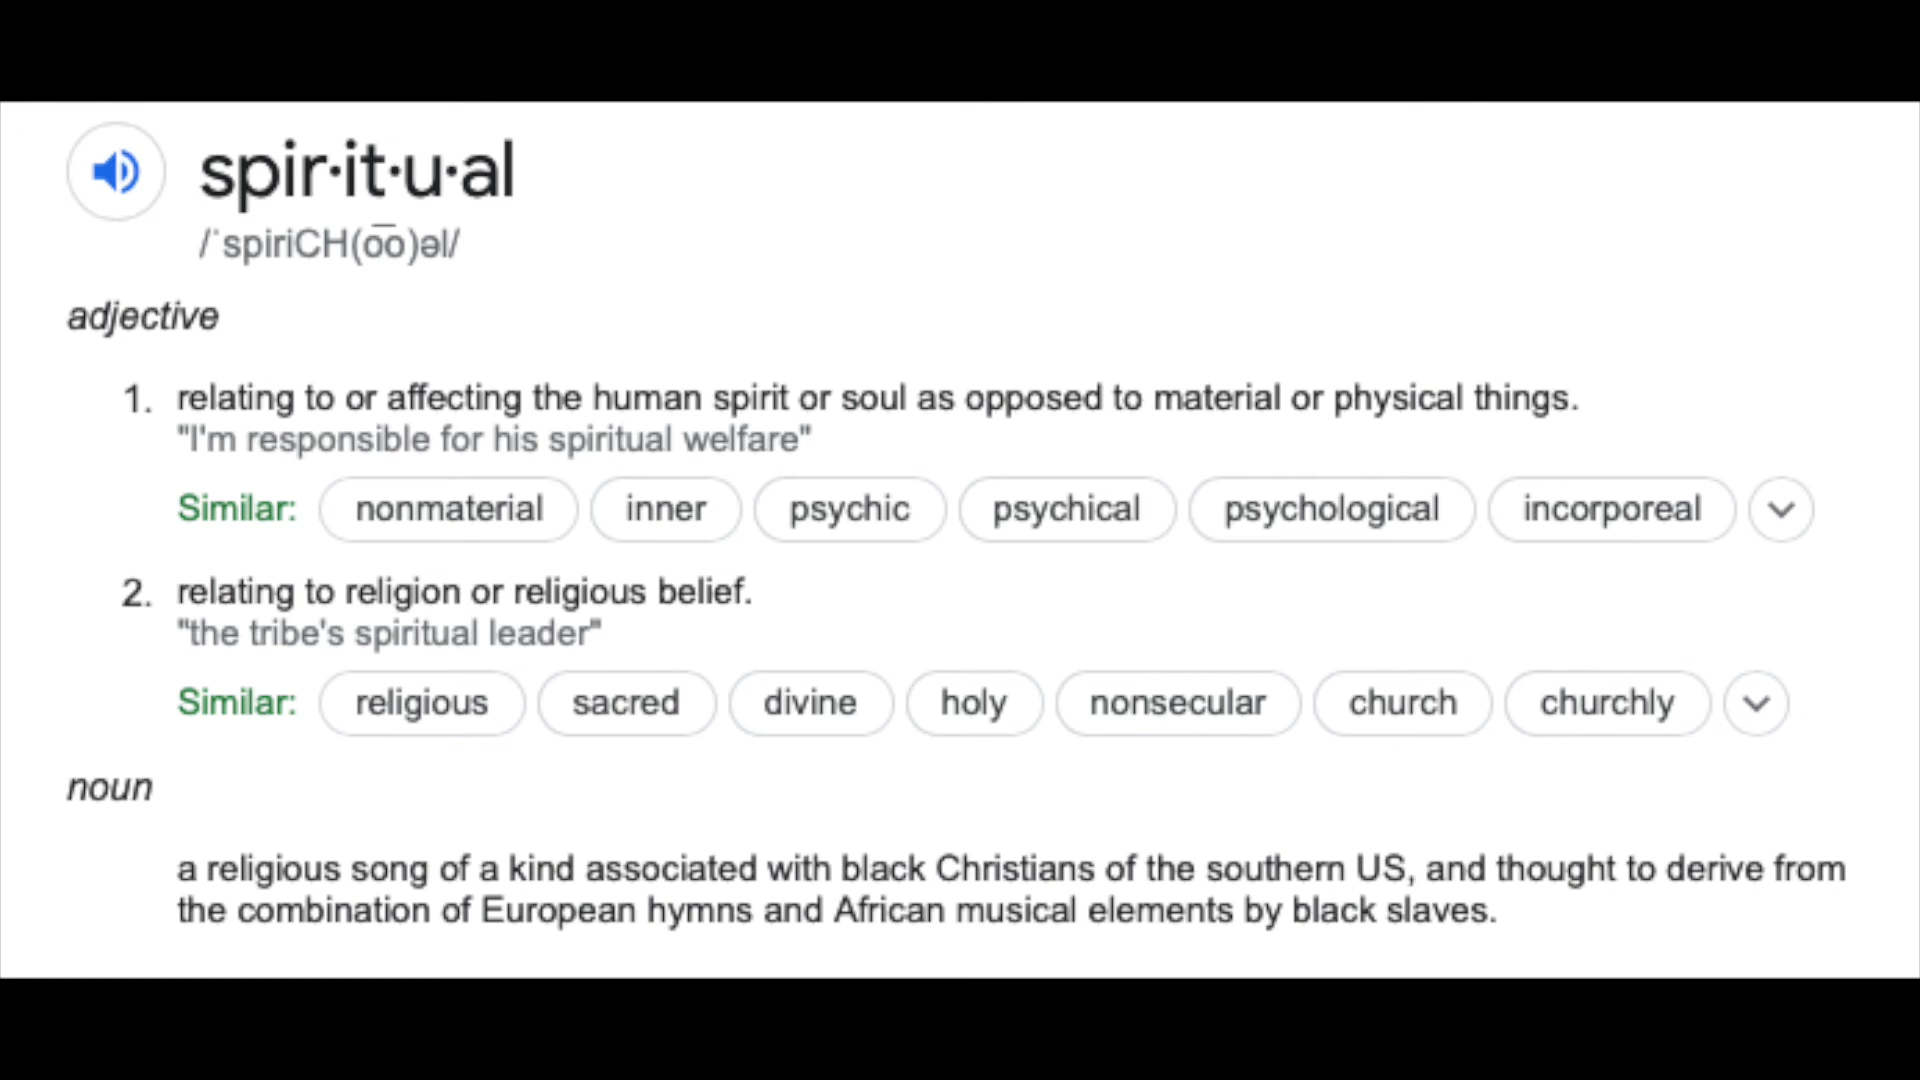 spir·it·u·al
/ˈspiriCH(o͞o)əl/
adjective
1. relating to or affecting the human spirit or soul as opposed to material or physical things.
"I'm responsible for his spiritual welfare"
Similar: nonmaterial inner psychic psychical psychological incorporeal
2. relating to religion or religious belief.
"the tribe's spiritual leader"
Similar: religious sacred divine holy nonsecular church churchly
noun
a religious song of a kind associated with black Christians of the southern US, and thought to derive from
the combination of European hymns and African musical elements by black slaves.